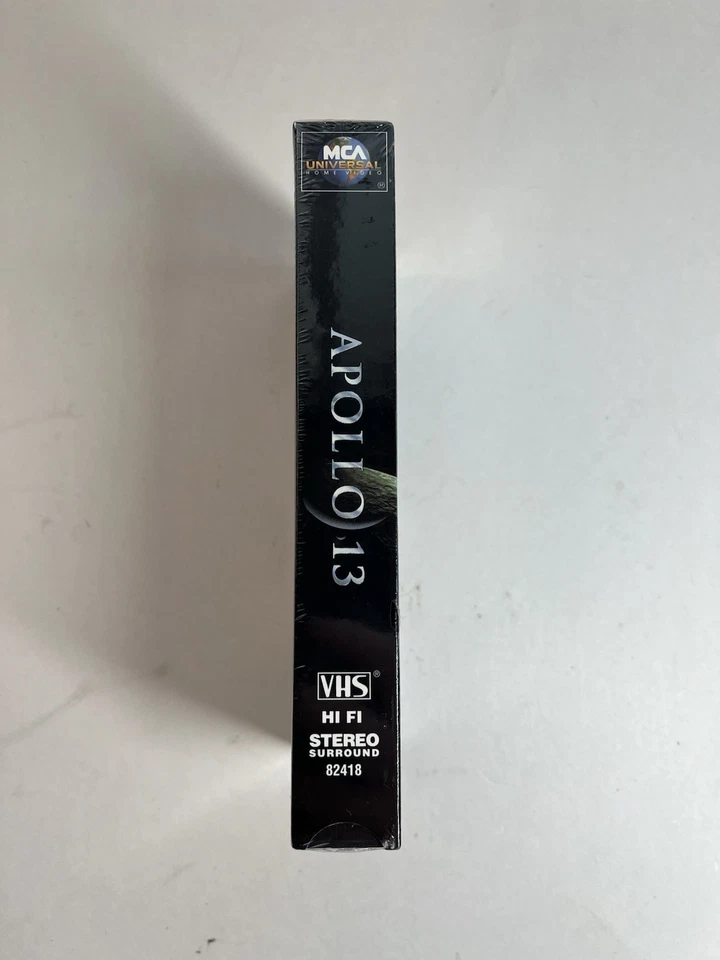 MCA
UNIVERSAL
HOME VIDEO
APOLLO 13
VHS®
HI FI
STEREO
SURROUND
82418